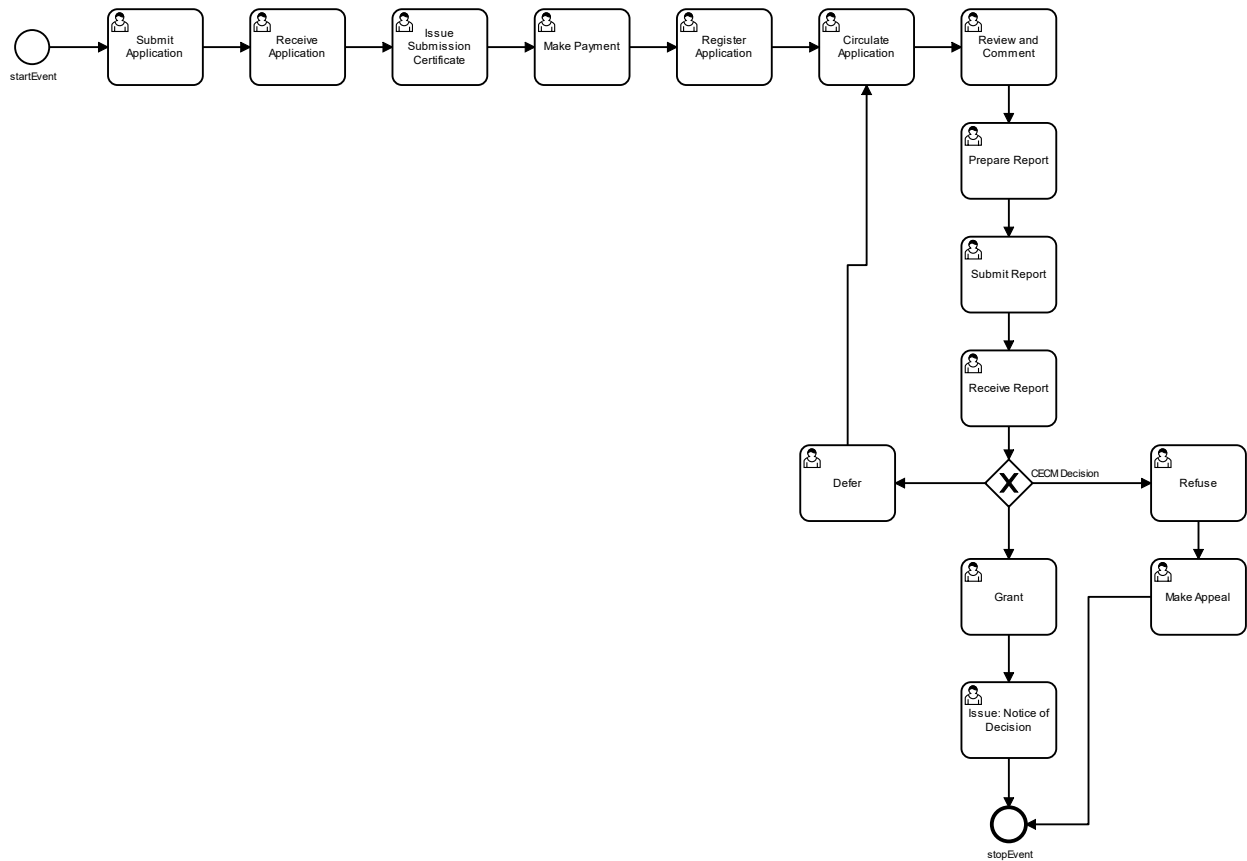 startEvent
Submit
Application
Receive
Application
Issue
Submission
Certificate
Make Payment
Register
Application
Circulate
Application
Review and
Comment
Prepare Report
Submit Report
Receive Report
CECM Decision
X
Defer
Refuse
Grant
Make Appeal
Issue: Notice of
Decision
stopEvent